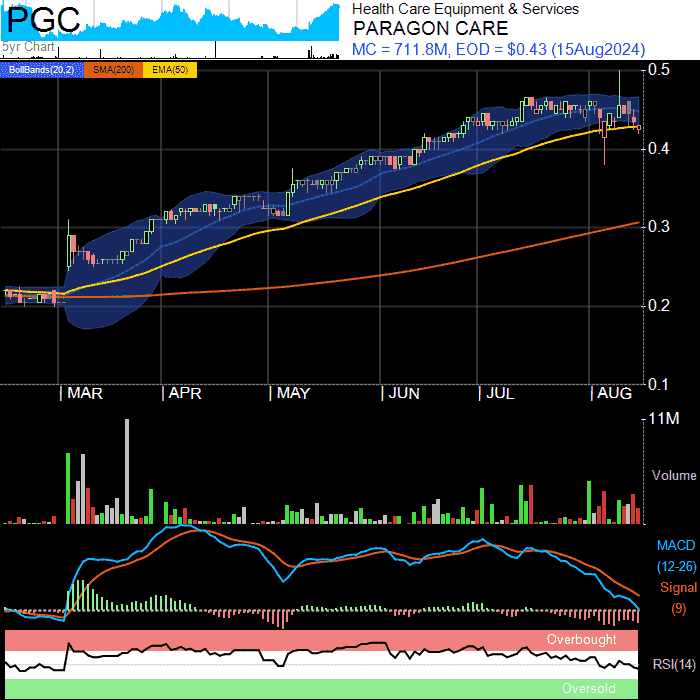 PGC
5yr Chart
Health Care Equipment & Services
PARAGON CARE
MC = 711.8M, EOD = $0.43 (15Aug2024)
BollBands(20,2) SMA(200) EMA(50)
0.5
0.4
0.3
0.2
0.1
MAR APR MAY JUN JUL AUG
11M
Volume
MACD
(12-26)
Signal
(9)
Overbought
RSI(14)
Oversold